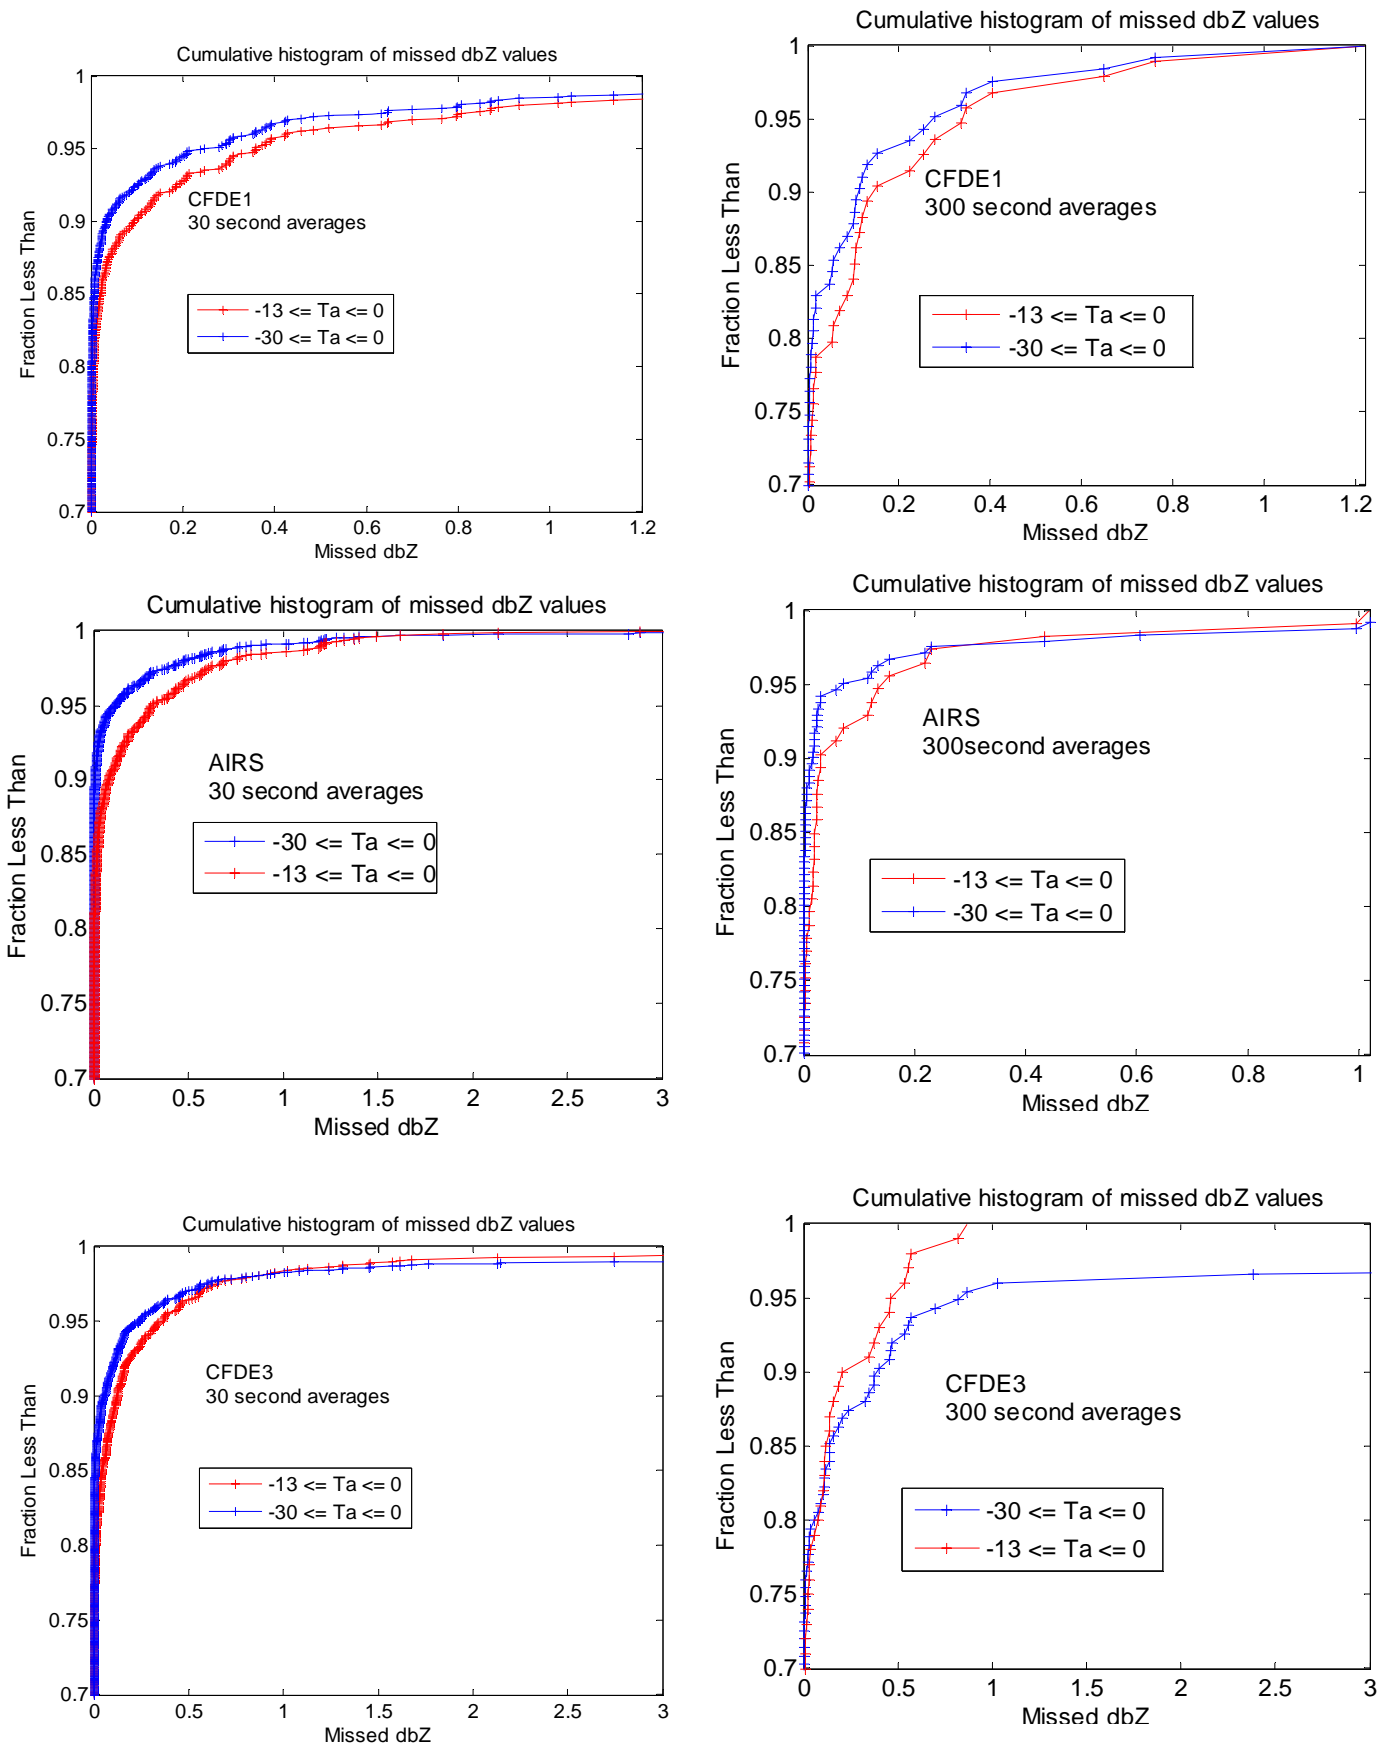 Cumulative histogram of missed dbZ values
1
0.95
0.9
0.85
0.8
0.75
0.7
Fraction Less Than
CFDE1
30 second averages
-13 <= Ta <= 0
-30 <= Ta <= 0
0 0.2 0.4 0.6 0.8 1 1.2
Missed dbZ
Cumulative histogram of missed dbZ values
1
0.95
0.9
0.85
0.8
0.75
0.7
Fraction Less Than
CFDE1
300 second averages
-13 <= Ta <= 0
-30 <= Ta <= 0
0 0.2 0.4 0.6 0.8 1 1.2
Missed dbZ
Cumulative histogram of missed dbZ values
1
0.95
0.9
0.85
0.8
0.75
0.7
Fraction Less Than
AIRS
30 second averages
-30 <= Ta <= 0
-13 <= Ta <= 0
0 0.5 1 1.5 2 2.5 3
Missed dbZ
Cumulative histogram of missed dbZ values
1
0.95
0.9
0.85
0.8
0.75
0.7
Fraction Less Than
AIRS
300second averages
-13 <= Ta <= 0
-30 <= Ta <= 0
0 0.2 0.4 0.6 0.8 1
Missed dbZ
Cumulative histogram of missed dbZ values
1
0.95
0.9
0.85
0.8
0.75
0.7
Fraction Less Than
CFDE3
30 second averages
-13 <= Ta <= 0
-30 <= Ta <= 0
0 0.5 1 1.5 2 2.5 3
Missed dbZ
Cumulative histogram of missed dbZ values
1
0.95
0.9
0.85
0.8
0.75
0.7
Fraction Less Than
CFDE3
300 second averages
-30 <= Ta <= 0
-13 <= Ta <= 0
0 0.5 1 1.5 2 2.5 3
Missed dbZ